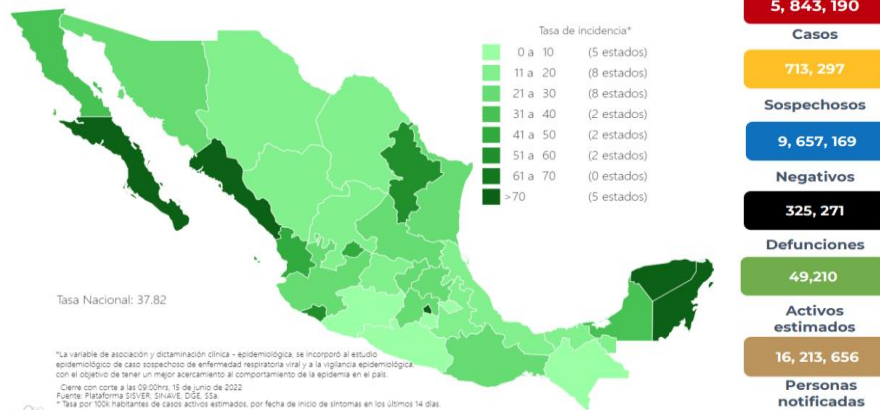 Tasa de incidencia*
0 a 10 (5 estados)
11 a 20 (8 estados)
21 a 30 (8 estados)
31 a 40 (2 estados)
41 a 50 (2 estados)
51 a 60 (2 estados)
61 a 70 (0 estados)
>70 (5 estados)
Tasa Nacional: 37.82
*La variable de asociación y dictaminación clínica - epidemiológica, se incorporó al estudio
epidemiológico de caso sospechoso de enfermedad respiratoria viral y a la vigilancia epidemiológica,
con el objetivo de tener un mejor acercamiento al comportamiento de la epidemia en el país.
Cierre con corte a las 09:00hrs, 15 de junio de 2022
Fuente: Plataforma SISVER, SINAVE, DGE, SSa.
* Tasa por 100k habitantes de casos activos estimados, por fecha de inicio de síntomas en los últimos 14 días.
5, 843, 190
Casos
713, 297
Sospechosos
9, 657, 169
Negativos
325, 271
Defunciones
49,210
Activos
estimados
16, 213, 656
Personas
notificadas